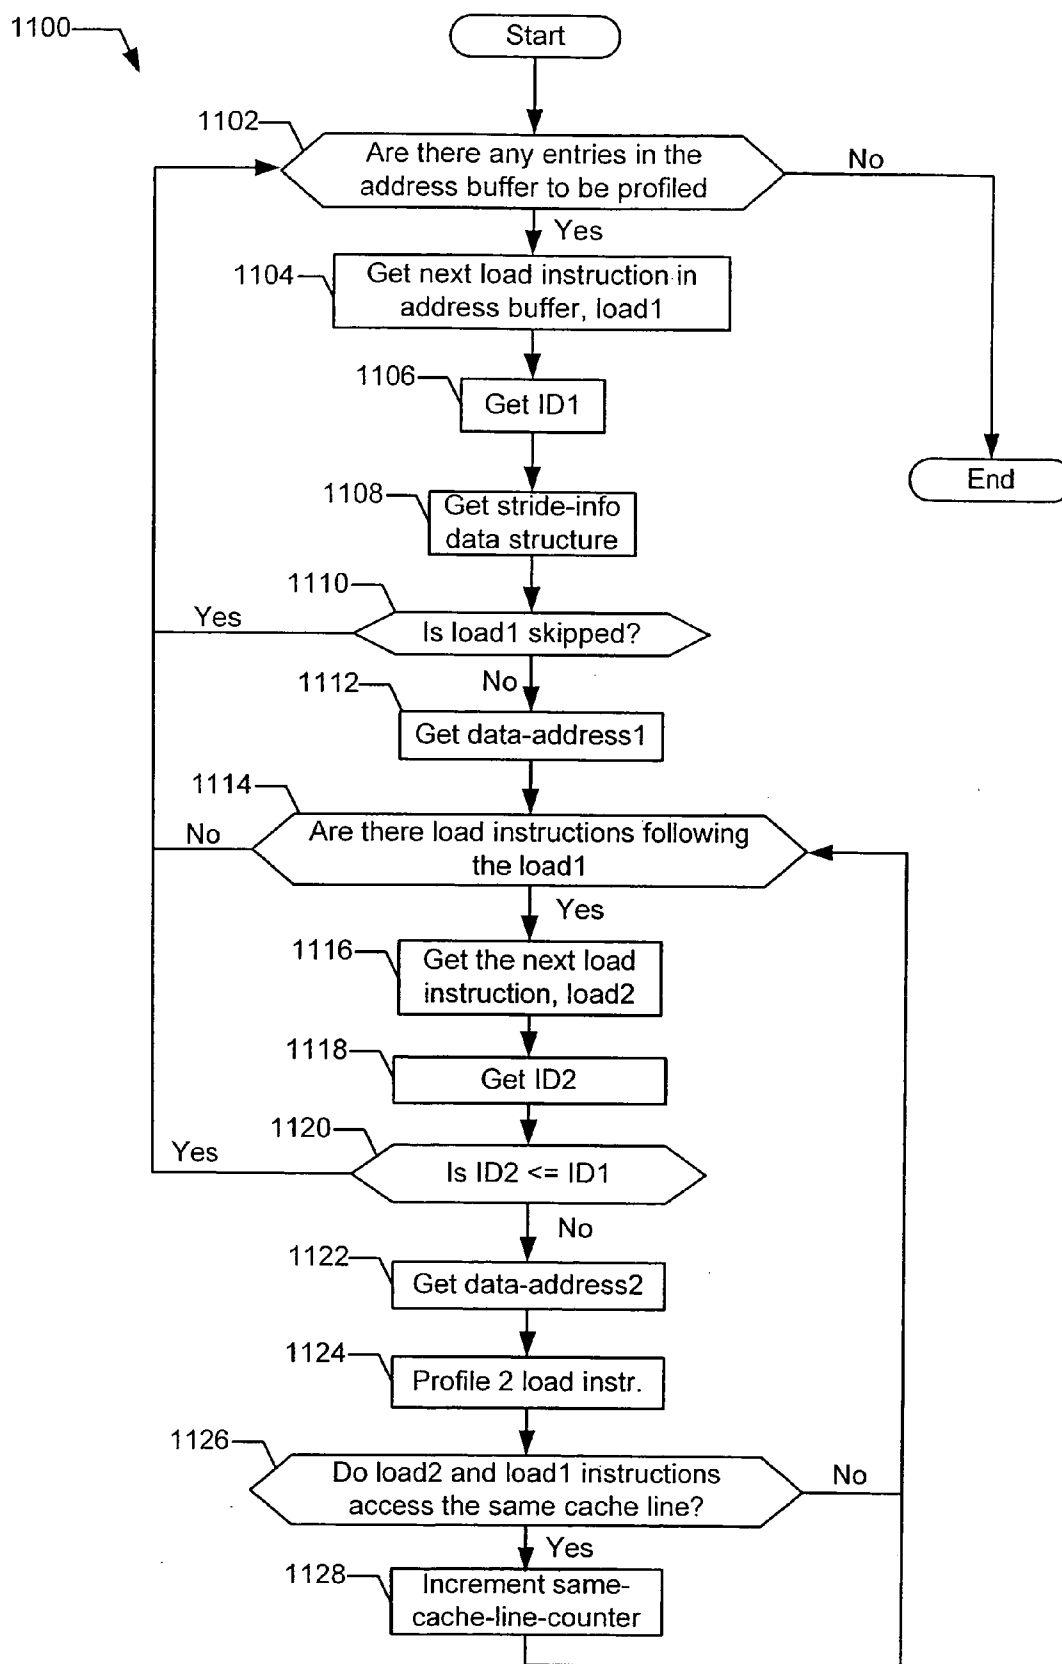 1100
Start
1102
Are there any entries in the
address buffer to be profiled
No
Yes
1104
Get next load instruction in
address buffer, load1
1106
Get ID1
End
1108
Get stride-info
data structure
1110
Yes
Is load1 skipped?
No
1112
Get data-address1
1114
No
Are there load instructions following
the load1
Yes
1116
Get the next load
instruction, load2
1118
Get ID2
1120
Yes
Is ID2 <= ID1
No
1122
Get data-address2
1124
Profile 2 load instr.
1126
Do load2 and load1 instructions
access the same cache line?
No
Yes
1128
Increment same-
cache-line-counter